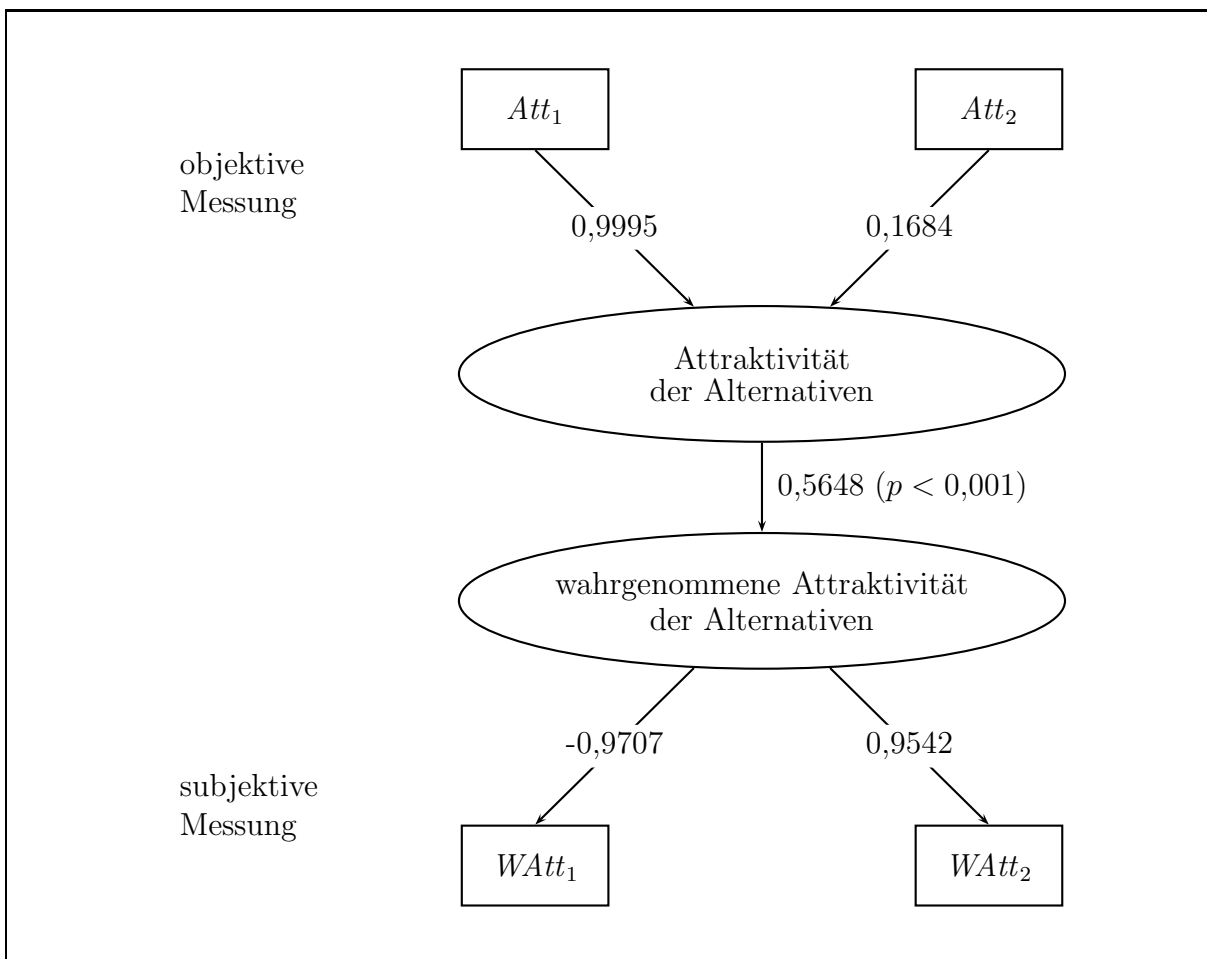 Att₁
Att₂
objektive
Messung
0,9995
0,1684
Attraktivität
der Alternativen
0,5648 (p < 0,001)
wahrgenommene Attraktivität
der Alternativen
-0,9707
0,9542
subjektive
Messung
WAtt₁
WAtt₂